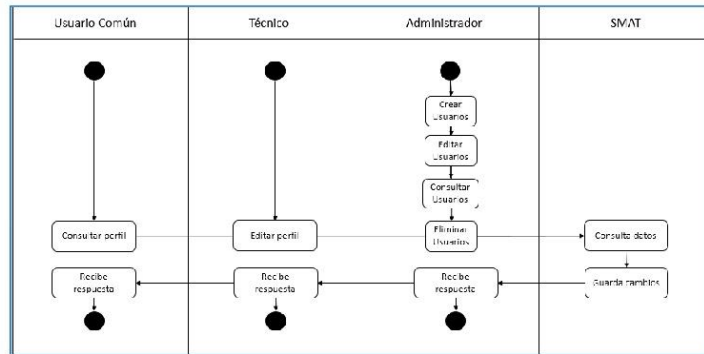 Usuario Común
Técnico
Administrador
SMAT
Crear
Usuarios
Editar
Usuarios
Consultar
Usuarios
Consultar perfil
Editar perfil
Eliminar
Usuarios
Consulta datos
Recibe
respuesta
Recibe
respuesta
Recibe
respuesta
Guarda cambios